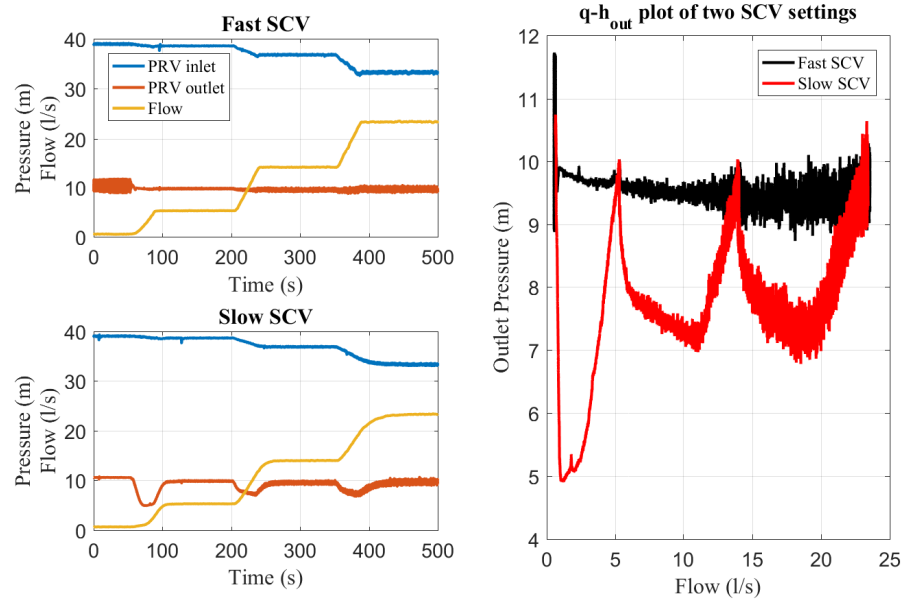 Fast SCV
40
30
20
10
0
PRV inlet
PRV outlet
Flow
Pressure (m)
Flow (l/s)
0 100 200 300 400 500
Time (s)
Slow SCV
40
30
20
10
0
Pressure (m)
Flow (l/s)
0 100 200 300 400 500
Time (s)
q-h_out plot of two SCV settings
12
11
10
9
8
7
6
5
4
Fast SCV
Slow SCV
Outlet Pressure (m)
0 5 10 15 20 25
Flow (l/s)